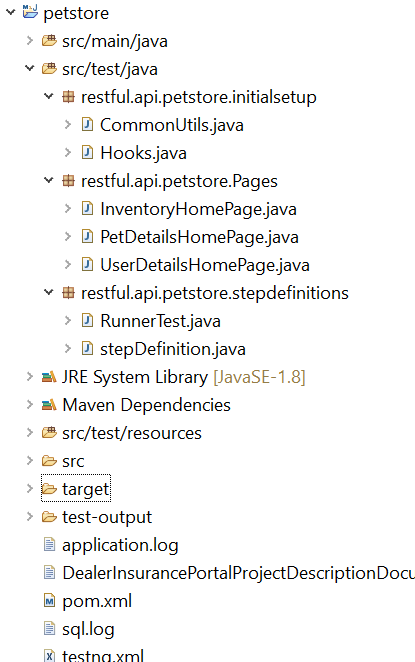 petstore
src/main/java
src/test/java
restful.api.petstore.initialsetup
CommonUtils.java
Hooks.java
restful.api.petstore.Pages
InventoryHomePage.java
PetDetailsHomePage.java
UserDetailsHomePage.java
restful.api.petstore.stepdefinitions
RunnerTest.java
stepDefinition.java
JRE System Library [JavaSE-1.8]
Maven Dependencies
src/test/resources
src
target
test-output
application.log
DealerInsurancePortalProjectDescriptionDocu
pom.xml
sql.log
testng.xml